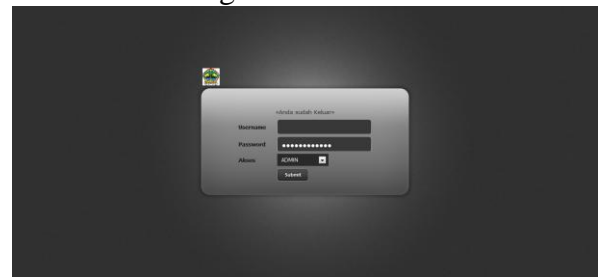 «Anda sudah Keluar»
Username
Password ••••••••••••
Akses ADMIN
Submit